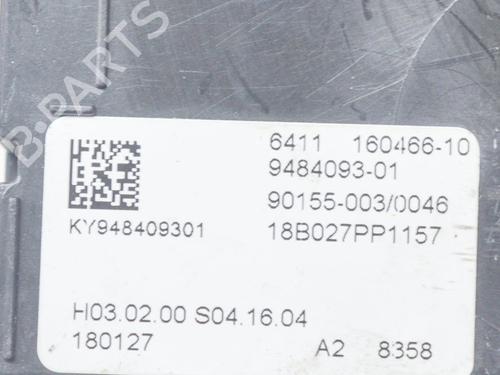 B-PARTS
6411 160466-10
9484093-01
90155-003/0046
KY948409301 18B027PP1157
H03.02.00 S04.16.04
180127 A2 8358